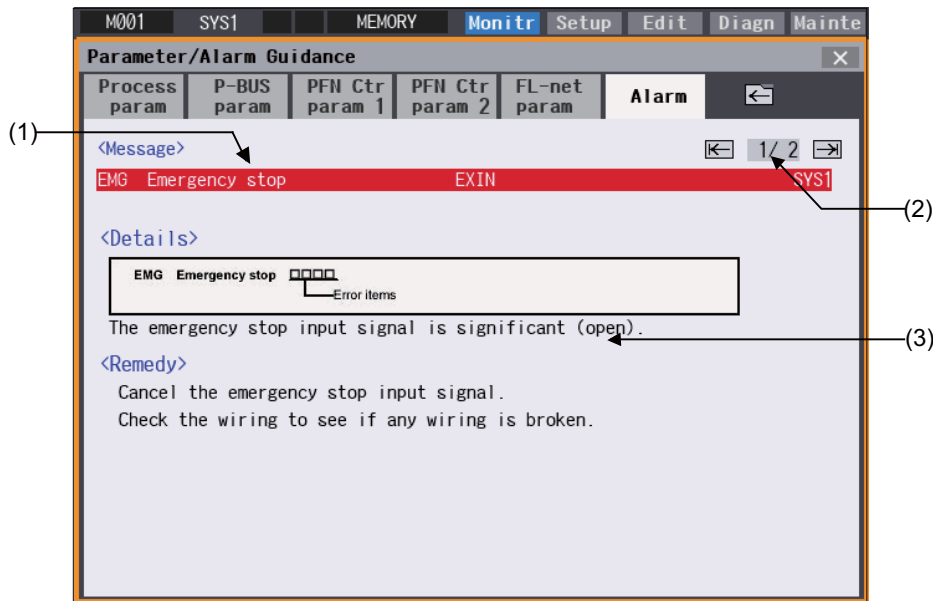 M001 SYS1 MEMORY Monitr Setup Edit Diagn Mainte
Parameter/Alarm Guidance
Process param P-BUS param PFN Ctr param 1 PFN Ctr param 2 FL-net param Alarm
(1)
<Message> 1/ 2
EMG Emergency stop EXIN SYS1
(2)
<Details>
EMG Emergency stop □□□□
Error items
The emergency stop input signal is significant (open).
(3)
<Remedy>
Cancel the emergency stop input signal.
Check the wiring to see if any wiring is broken.